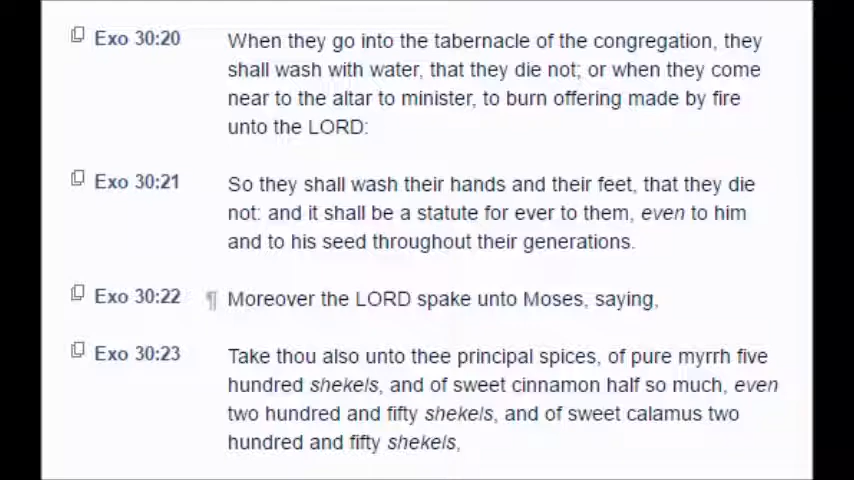 Exo 30:20 When they go into the tabernacle of the congregation, they
shall wash with water, that they die not; or when they come
near to the altar to minister, to burn offering made by fire
unto the LORD:
Exo 30:21 So they shall wash their hands and their feet, that they die
not: and it shall be a statute for ever to them, even to him
and to his seed throughout their generations.
Exo 30:22 ¶ Moreover the LORD spake unto Moses, saying,
Exo 30:23 Take thou also unto thee principal spices, of pure myrrh five
hundred shekels, and of sweet cinnamon half so much, even
two hundred and fifty shekels, and of sweet calamus two
hundred and fifty shekels,